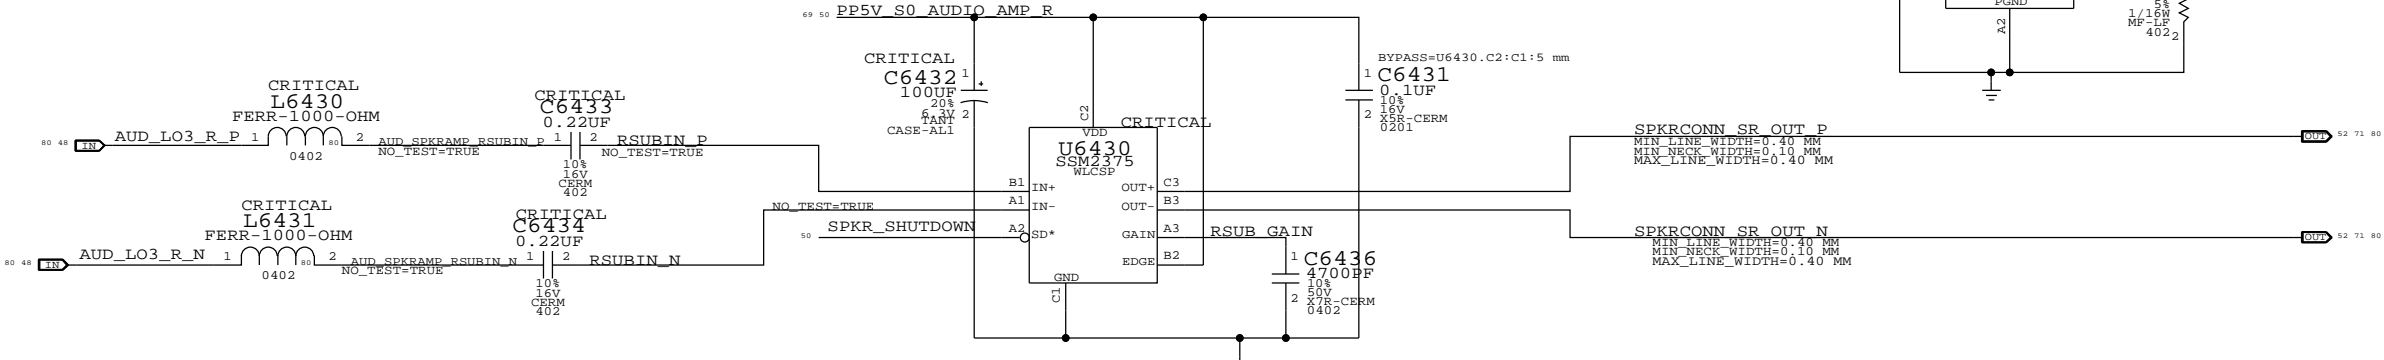 69 50 PP5V_S0_AUDIO_AMP_R
PGND
A2
5%
1/16W
MF-LF
402
2
CRITICAL
C6432
100UF
20%
6.3V
TANT
CASE-AL1
1
+
2
BYPASS=U6430.C2:C1:5 mm
1 C6431
0.1UF
10%
16V
X5R-CERM
0201
2
CRITICAL
L6430
FERR-1000-OHM
80 48 IN AUD_LO3_R_P 1 2
80
0402
AUD_SPKRAMP_RSUBIN_P
NO_TEST=TRUE
CRITICAL
C6433
0.22UF
1 2
10%
16V
CERM
402
RSUBIN_P
NO_TEST=TRUE
C2
VDD
CRITICAL
U6430
SSM2375
WLCSP
B1 IN+
A1 IN-
A2 SD*
OUT+ C3
OUT- B3
GAIN A3
EDGE B2
GND
C1
NO_TEST=TRUE
50 SPKR_SHUTDOWN
SPKRCONN_SR_OUT_P
MIN_LINE_WIDTH=0.40 MM
MIN_NECK_WIDTH=0.10 MM
MAX_LINE_WIDTH=0.40 MM
OUT 52 71 80
CRITICAL
L6431
FERR-1000-OHM
80 48 IN AUD_LO3_R_N 1 2
80
0402
AUD_SPKRAMP_RSUBIN_N
NO_TEST=TRUE
CRITICAL
C6434
0.22UF
1 2
10%
16V
CERM
402
RSUBIN_N
RSUB_GAIN
1 C6436
4700PF
10%
50V
X7R-CERM
0402
2
SPKRCONN_SR_OUT_N
MIN_LINE_WIDTH=0.40 MM
MIN_NECK_WIDTH=0.10 MM
MAX_LINE_WIDTH=0.40 MM
OUT 52 71 80